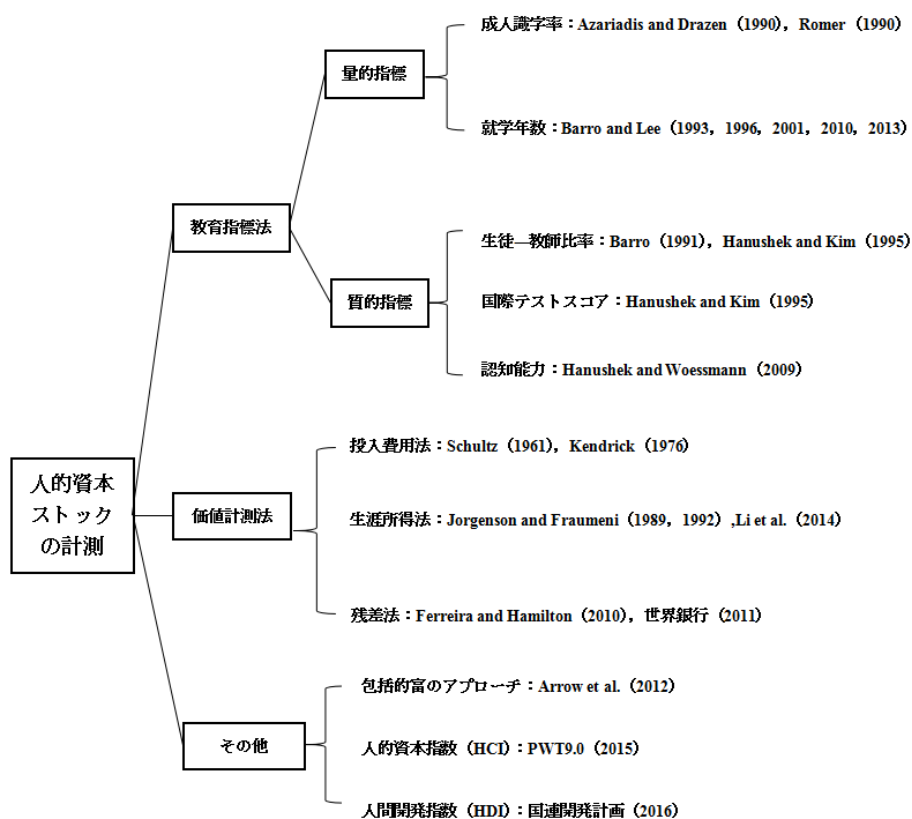 成人識字率：Azariadis and Drazen（1990），Romer（1990）
量的指標
就学年数：Barro and Lee（1993，1996，2001，2010，2013）
教育指標法
生徒―教師比率：Barro（1991），Hanushek and Kim（1995）
質的指標
国際テストスコア：Hanushek and Kim（1995）
認知能力：Hanushek and Woessmann（2009）
人的資本
ストック
の計測
投入費用法：Schultz（1961），Kendrick（1976）
価値計測法
生涯所得法：Jorgenson and Fraumeni（1989，1992）,Li et al.（2014）
残差法：Ferreira and Hamilton（2010），世界銀行（2011）
包括的富のアプローチ：Arrow et al.（2012）
その他
人的資本指数（HCI）：PWT9.0（2015）
人間開発指数（HDI）：国連開発計画（2016）